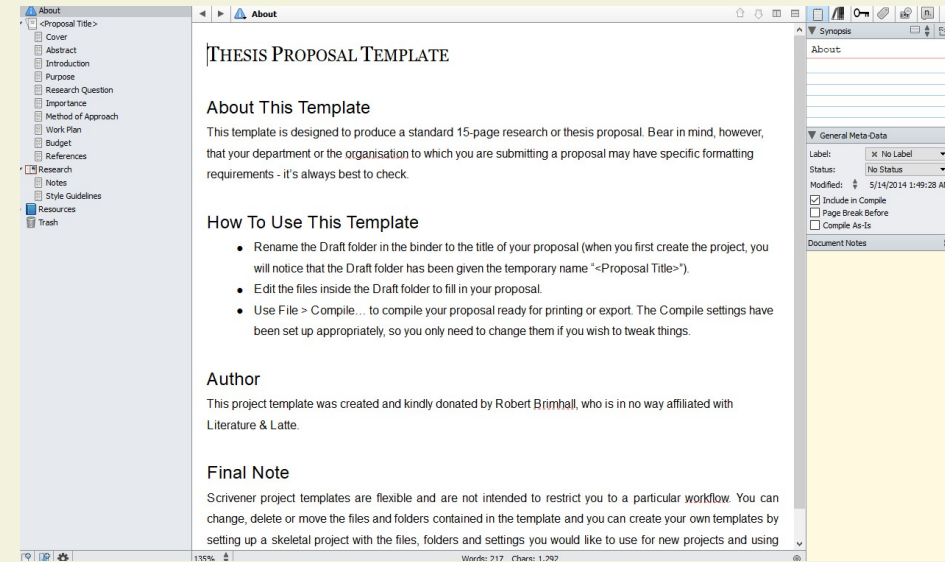 About
<Proposal Title>
Cover
Abstract
Introduction
Purpose
Research Question
Importance
Method of Approach
Work Plan
Budget
References
Research
Notes
Style Guidelines
Resources
Trash
About
THESIS PROPOSAL TEMPLATE
About This Template
This template is designed to produce a standard 15-page research or thesis proposal. Bear in mind, however,
that your department or the organisation to which you are submitting a proposal may have specific formatting
requirements - it's always best to check.
How To Use This Template
● Rename the Draft folder in the binder to the title of your proposal (when you first create the project, you
will notice that the Draft folder has been given the temporary name “<Proposal Title>”).
● Edit the files inside the Draft folder to fill in your proposal.
● Use File > Compile… to compile your proposal ready for printing or export. The Compile settings have
been set up appropriately, so you only need to change them if you wish to tweak things.
Author
This project template was created and kindly donated by Robert Brimhall, who is in no way affiliated with
Literature & Latte.
Final Note
Scrivener project templates are flexible and are not intended to restrict you to a particular workflow. You can
change, delete or move the files and folders contained in the template and you can create your own templates by
setting up a skeletal project with the files, folders and settings you would like to use for new projects and using
135%
Words: 217 Chars: 1,292
Synopsis
About
General Meta-Data
Label: No Label
Status: No Status
Modified: 5/14/2014 1:49:28 AM
Include in Compile
Page Break Before
Compile As-Is
Document Notes